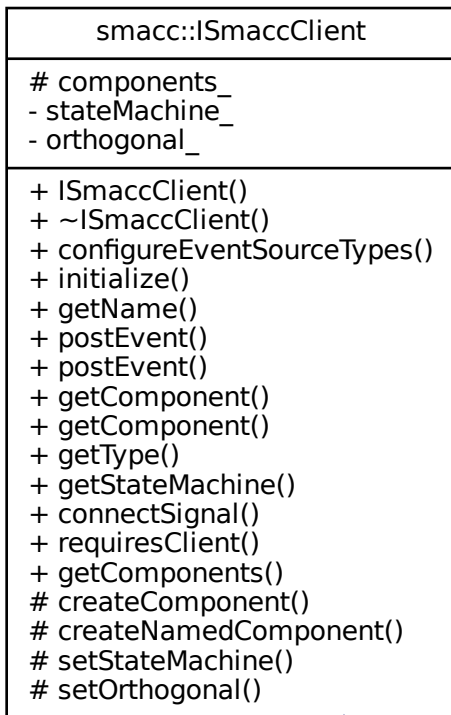 smacc::ISmaccClient
# components_
- stateMachine_
- orthogonal_
+ ISmaccClient()
+ ~ISmaccClient()
+ configureEventSourceTypes()
+ initialize()
+ getName()
+ postEvent()
+ postEvent()
+ getComponent()
+ getComponent()
+ getType()
+ getStateMachine()
+ connectSignal()
+ requiresClient()
+ getComponents()
# createComponent()
# createNamedComponent()
# setStateMachine()
# setOrthogonal()